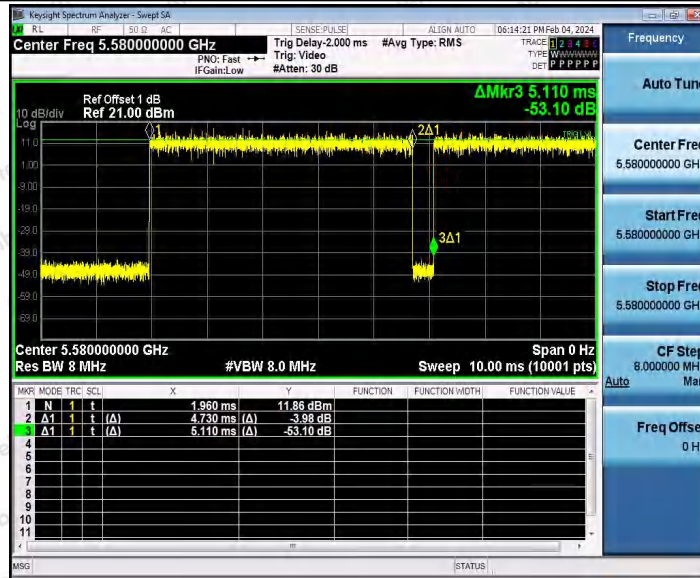 Keysight Spectrum Analyzer - Swept SA
RL RF 50 Ω AC SENSE:PULSE ALIGN AUTO 06:14:21 PM Feb 04, 2024
Center Freq 5.580000000 GHz
PNO: Fast
IFGain:Low
Trig Delay-2.000 ms
Trig: Video
#Atten: 30 dB
#Avg Type: RMS
TRACE 1 2 3 4 5 6
TYPE WWWWWW
DET P P P P P P
Frequency
Auto Tune
Center Freq
5.580000000 GH
Start Freq
5.580000000 GH
Stop Freq
5.580000000 GH
CF Step
8.000000 MH
Auto Man
Freq Offse
0 H
ΔMkr3 5.110 ms
-53.10 dB
10 dB/div
Log
Ref Offset 1 dB
Ref 21.00 dBm
11.0
1.00
-9.00
-19.0
-29.0
-39.0
-49.0
-59.0
-69.0
1
2Δ1
3Δ1
Center 5.580000000 GHz Span 0 Hz
Res BW 8 MHz #VBW 8.0 MHz Sweep 10.00 ms (10001 pts)
MKR MODE TRC SCL X Y FUNCTION FUNCTION WIDTH FUNCTION VALUE
1 N 1 t 1.960 ms 11.86 dBm
2 Δ1 1 t (Δ) 4.730 ms (Δ) -3.98 dB
3 Δ1 1 t (Δ) 5.110 ms (Δ) -53.10 dB
4
5
6
7
8
9
10
11
MSG STATUS